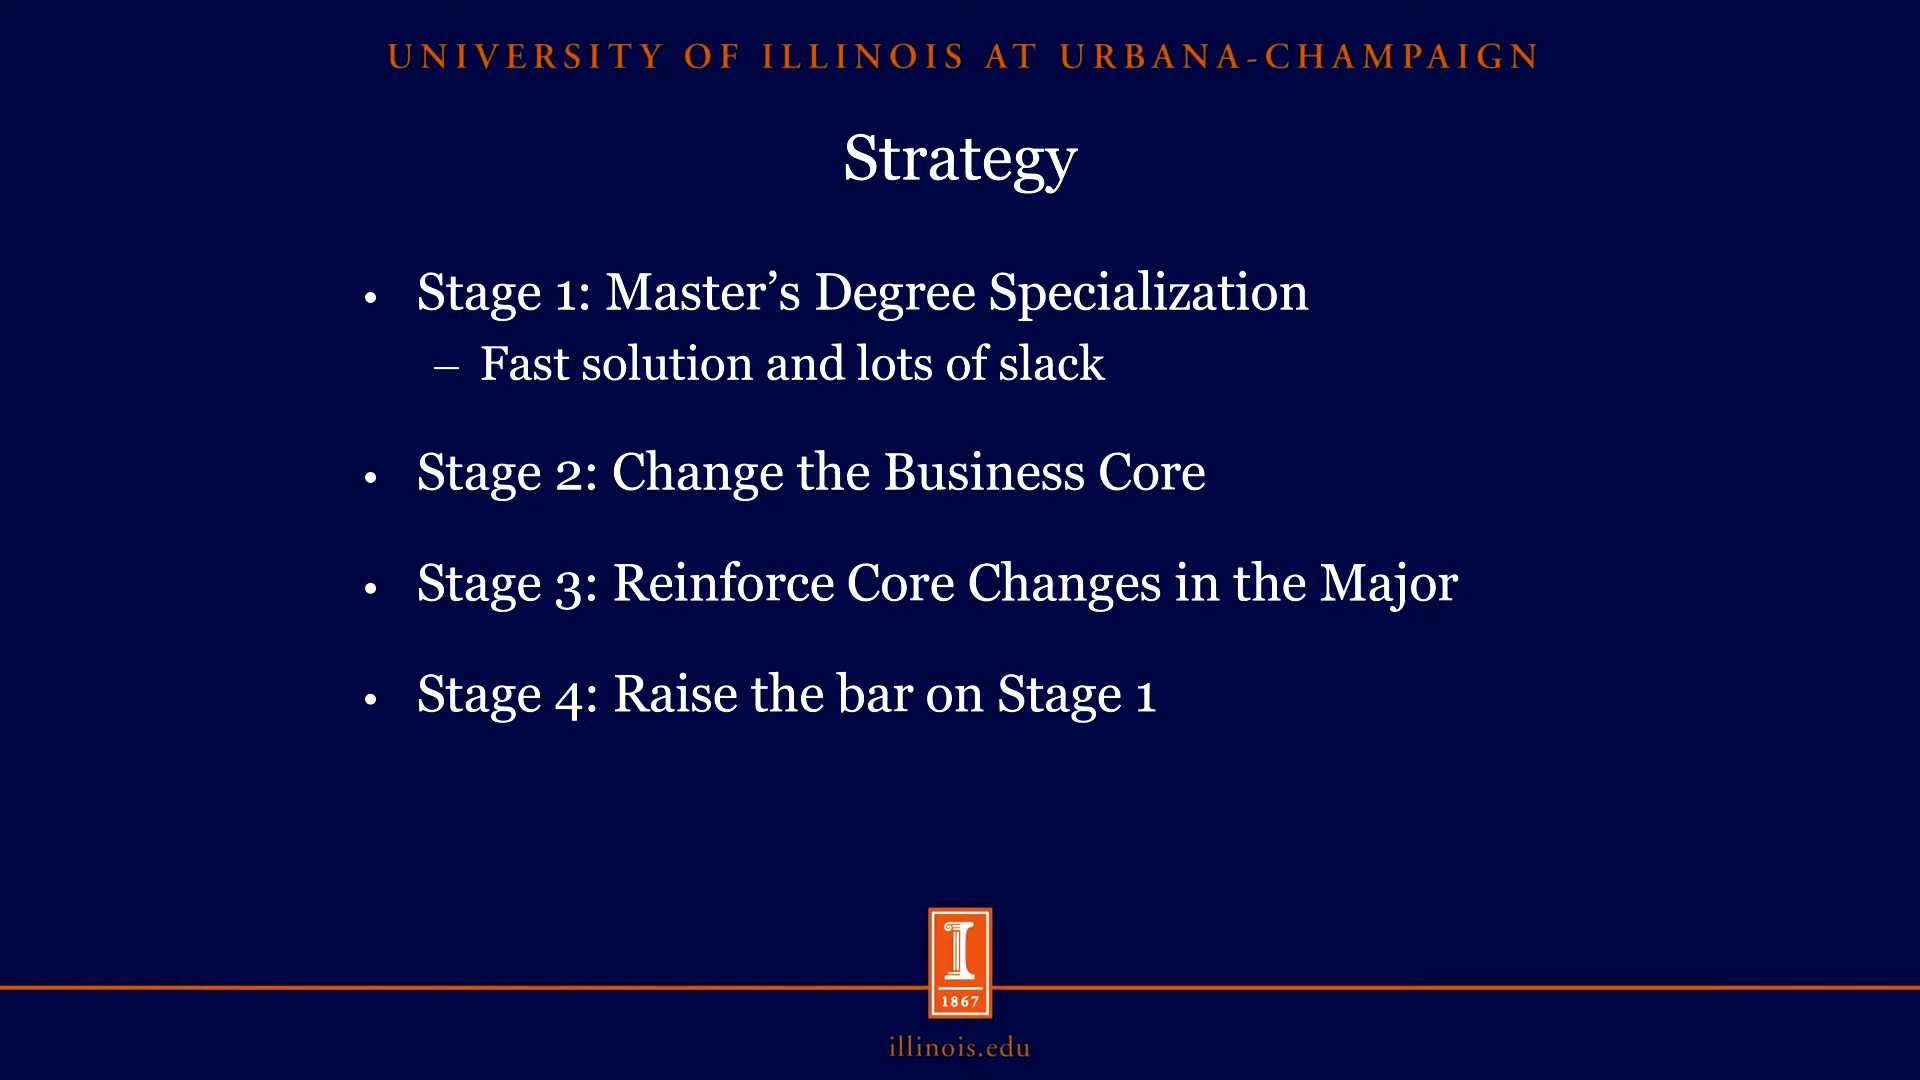 UNIVERSITY OF ILLINOIS AT URBANA-CHAMPAIGN
Strategy
• Stage 1: Master’s Degree Specialization
– Fast solution and lots of slack
• Stage 2: Change the Business Core
• Stage 3: Reinforce Core Changes in the Major
• Stage 4: Raise the bar on Stage 1
I
1867
illinois.edu